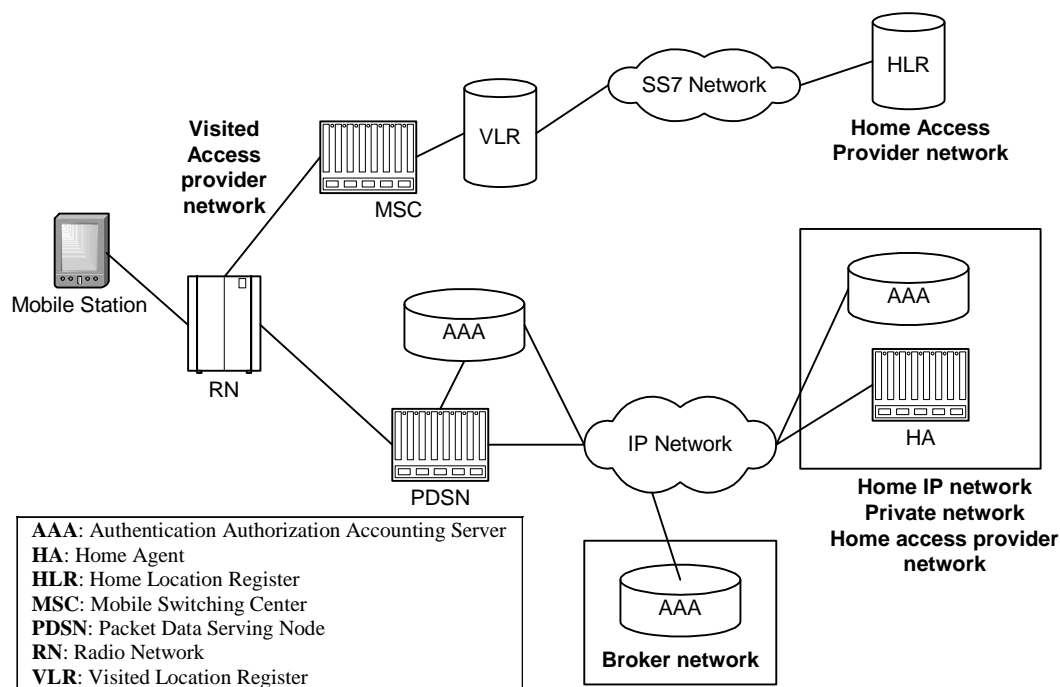 HLR
SS7 Network
VLR
Home Access
Provider network
Visited
Access
provider
network
MSC
Mobile Station
RN
AAA
PDSN
IP Network
AAA
HA
Home IP network
Private network
Home access provider
network
AAA
Broker network
AAA: Authentication Authorization Accounting Server
HA: Home Agent
HLR: Home Location Register
MSC: Mobile Switching Center
PDSN: Packet Data Serving Node
RN: Radio Network
VLR: Visited Location Register